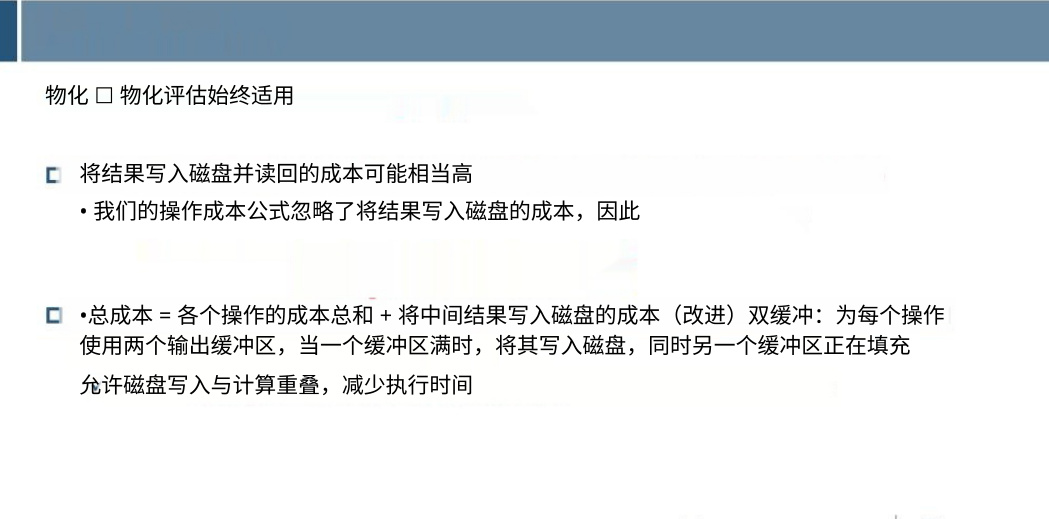 物化 □ 物化评估始终适用
将结果写入磁盘并读回的成本可能相当高
• 我们的操作成本公式忽略了将结果写入磁盘的成本，因此
•总成本 = 各个操作的成本总和 + 将中间结果写入磁盘的成本（改进）双缓冲：为每个操作
使用两个输出缓冲区，当一个缓冲区满时，将其写入磁盘，同时另一个缓冲区正在填充
允许磁盘写入与计算重叠，减少执行时间